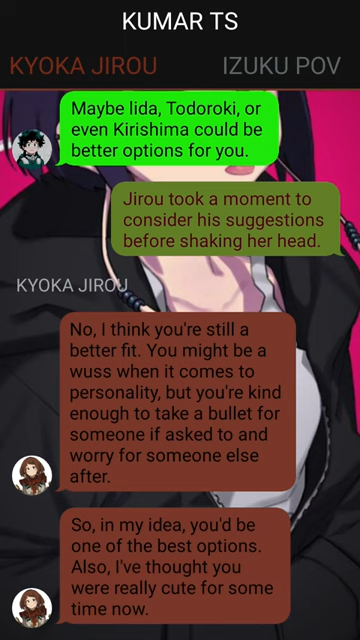 KUMAR TS
KYOKA JIROU
IZUKU POV
Maybe Iida, Todoroki, or
even Kirishima could be
better options for you.
Jirou took a moment to
consider his suggestions
before shaking her head.
KYOKA JIROU
No, I think you're still a
better fit. You might be a
wuss when it comes to
personality, but you're kind
enough to take a bullet for
someone if asked to and
worry for someone else
after.
So, in my idea, you'd be
one of the best options.
Also, I've thought you
were really cute for some
time now.